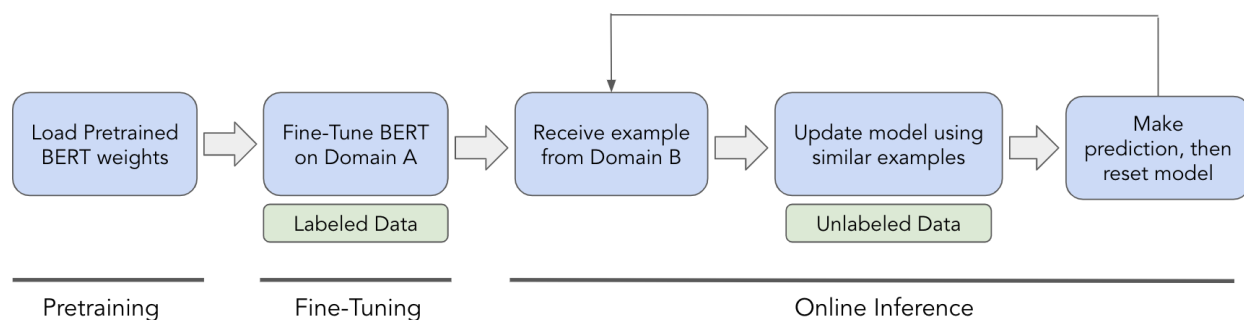 Load Pretrained
BERT weights
Fine-Tune BERT
on Domain A
Receive example
from Domain B
Update model using
similar examples
Make
prediction, then
reset model
Labeled Data
Unlabeled Data
Pretraining
Fine-Tuning
Online Inference